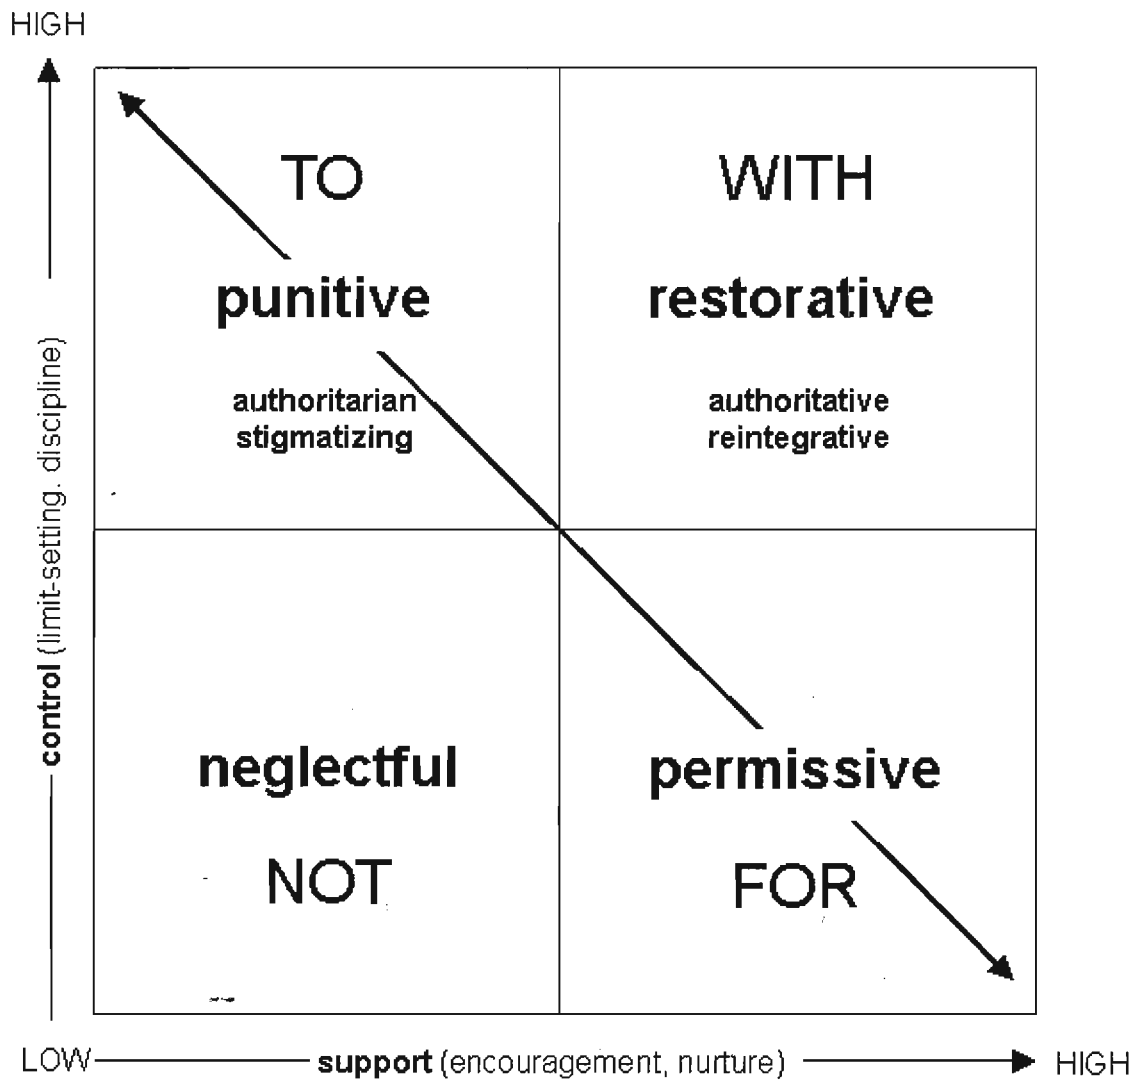 HIGH
TO
WITH
punitive
restorative
authoritarian
stigmatizing
authoritative
reintegrative
control (limit-setting. discipline)
neglectful
permissive
NOT
FOR
LOW
support (encouragement, nurture)
HIGH